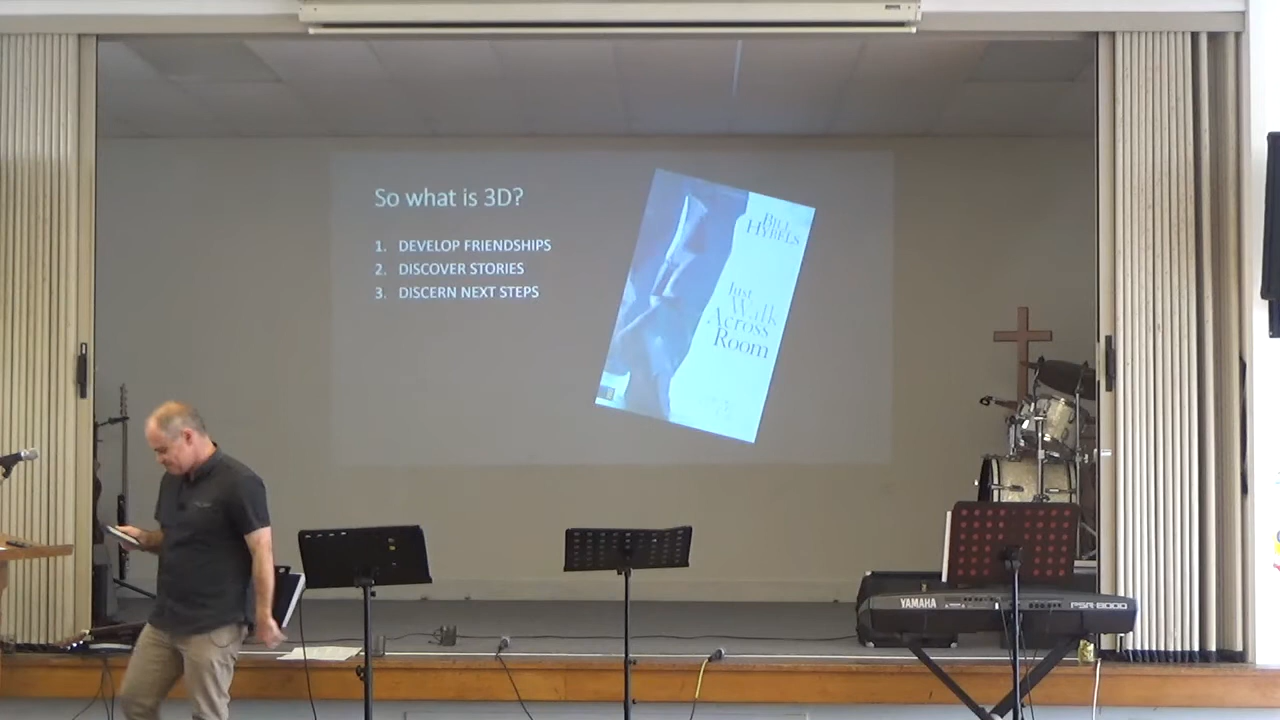 So what is 3D?
1. DEVELOP FRIENDSHIPS
2. DISCOVER STORIES
3. DISCERN NEXT STEPS
BILL
HYBELS
Just
Walk
Across
Room
YAMAHA
PSR-8000